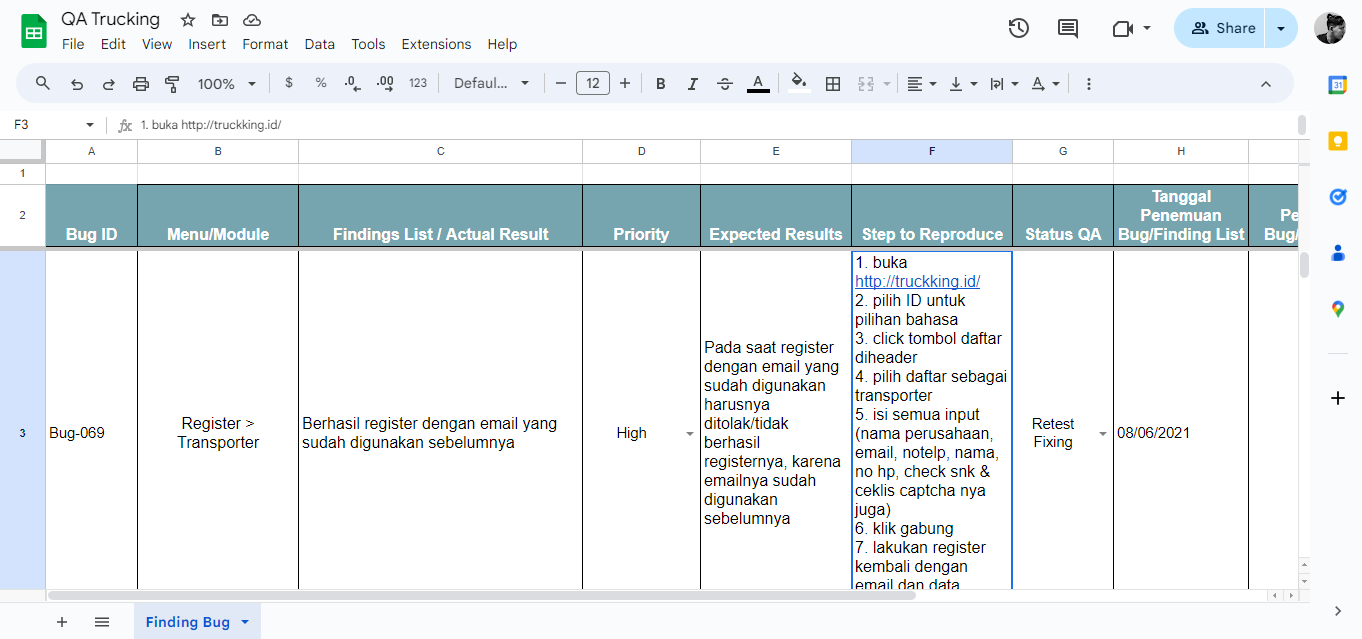 QA Trucking
File Edit View Insert Format Data Tools Extensions Help
Share
100% $ % .0 .00 123 Defaul... 12 B I A
31
F3 fx 1. buka http://truckking.id/
A B C D E F G H
1
2
Bug ID
Menu/Module
Findings List / Actual Result
Priority
Expected Results
Step to Reproduce
Status QA
Tanggal
Penemuan
Bug/Finding List
Pe
Bug/
3
Bug-069
Register >
Transporter
Berhasil register dengan email yang
sudah digunakan sebelumnya
High
Pada saat register
dengan email yang
sudah digunakan
harusnya
ditolak/tidak
berhasil
registernya, karena
emailnya sudah
digunakan
sebelumnya
1. buka
http://truckking.id/
2. pilih ID untuk
pilihan bahasa
3. click tombol daftar
diheader
4. pilih daftar sebagai
transporter
5. isi semua input
(nama perusahaan,
email, notelp, nama,
no hp, check snk &
ceklis captcha nya
juga)
6. klik gabung
7. lakukan register
kembali dengan
email dan data
Retest
Fixing
08/06/2021
Finding Bug